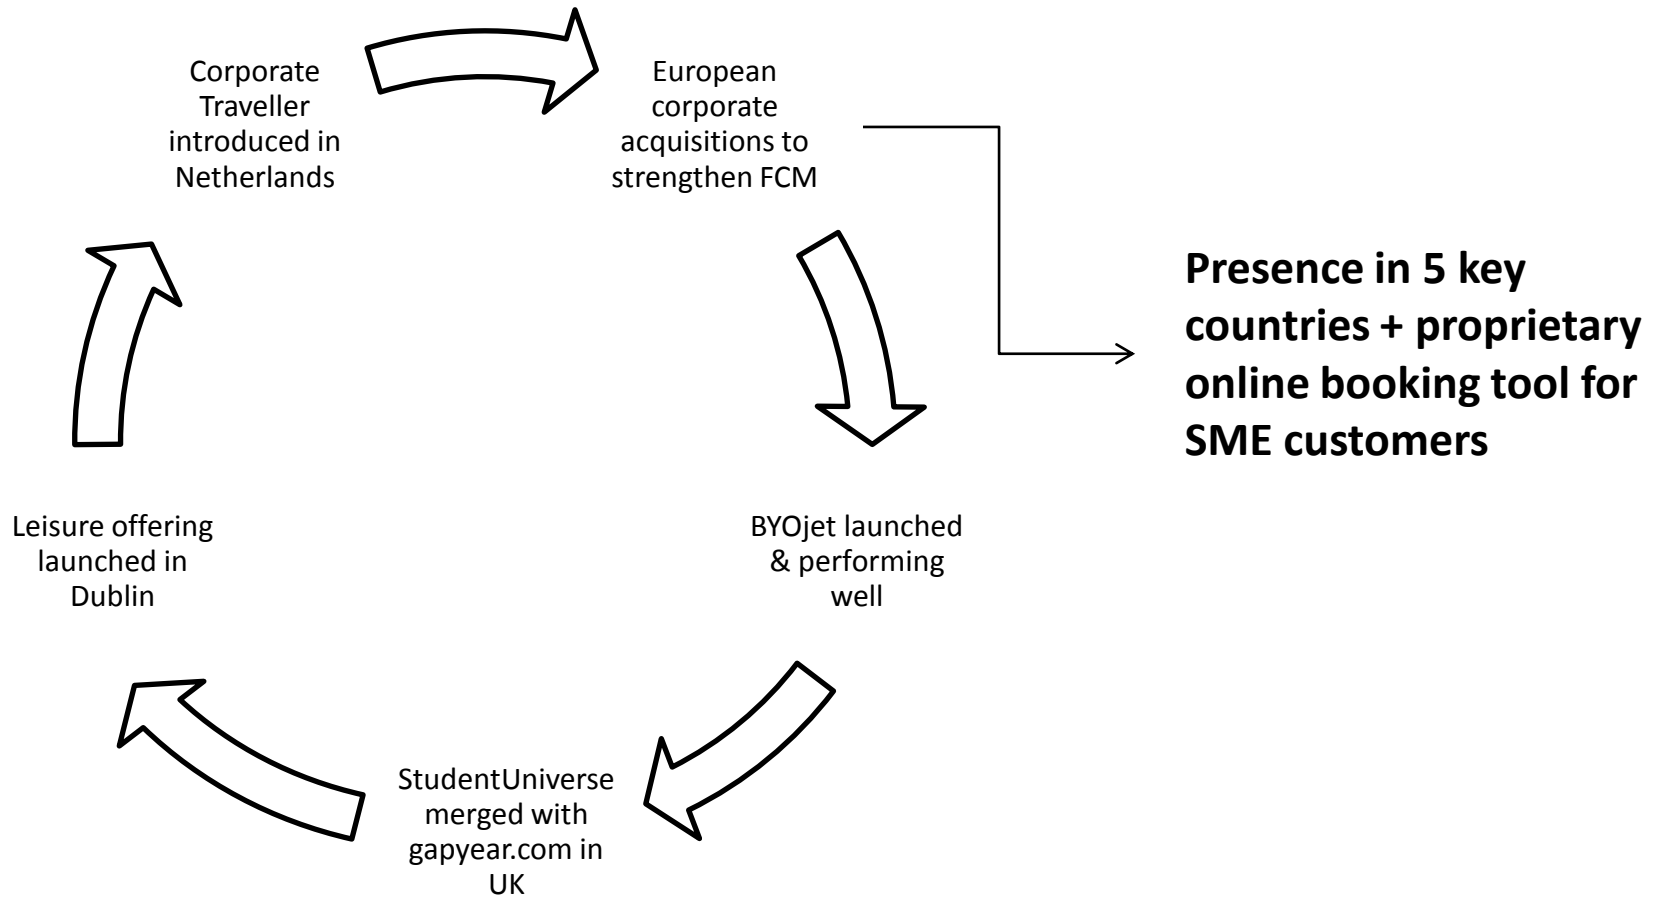 Corporate
Traveller
introduced in
Netherlands
European
corporate
acquisitions to
strengthen FCM
Presence in 5 key
countries + proprietary
online booking tool for
SME customers
BYOjet launched
& performing
well
StudentUniverse
merged with
gapyear.com in
UK
Leisure offering
launched in
Dublin